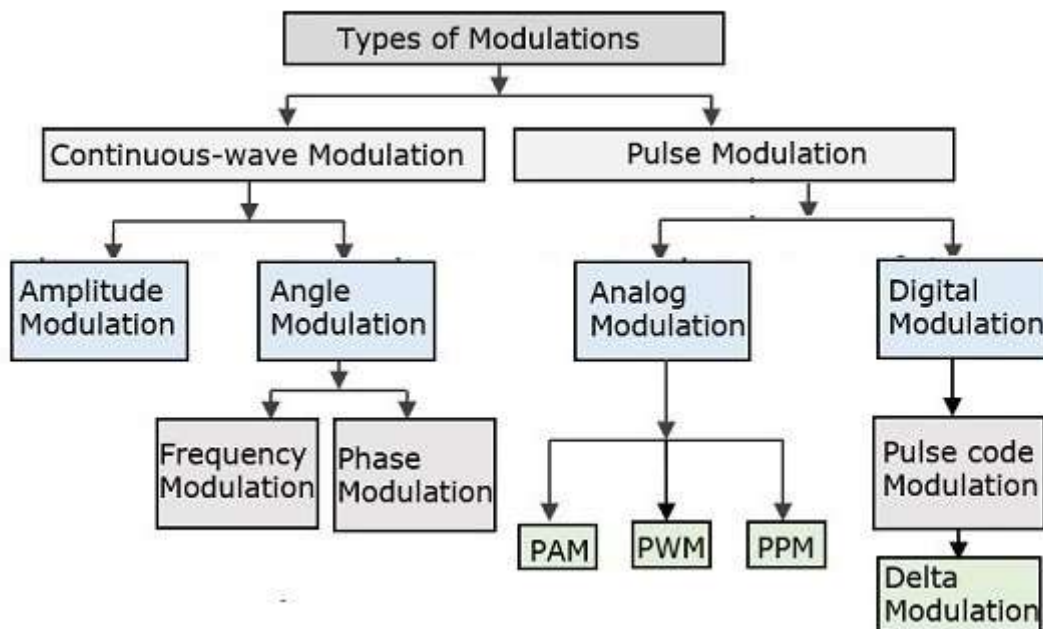 Types of Modulations
Continuous-wave Modulation
Pulse Modulation
Amplitude
Modulation
Angle
Modulation
Analog
Modulation
Digital
Modulation
Frequency
Modulation
Phase
Modulation
Pulse code
Modulation
PAM
PWM
PPM
Delta
Modulation